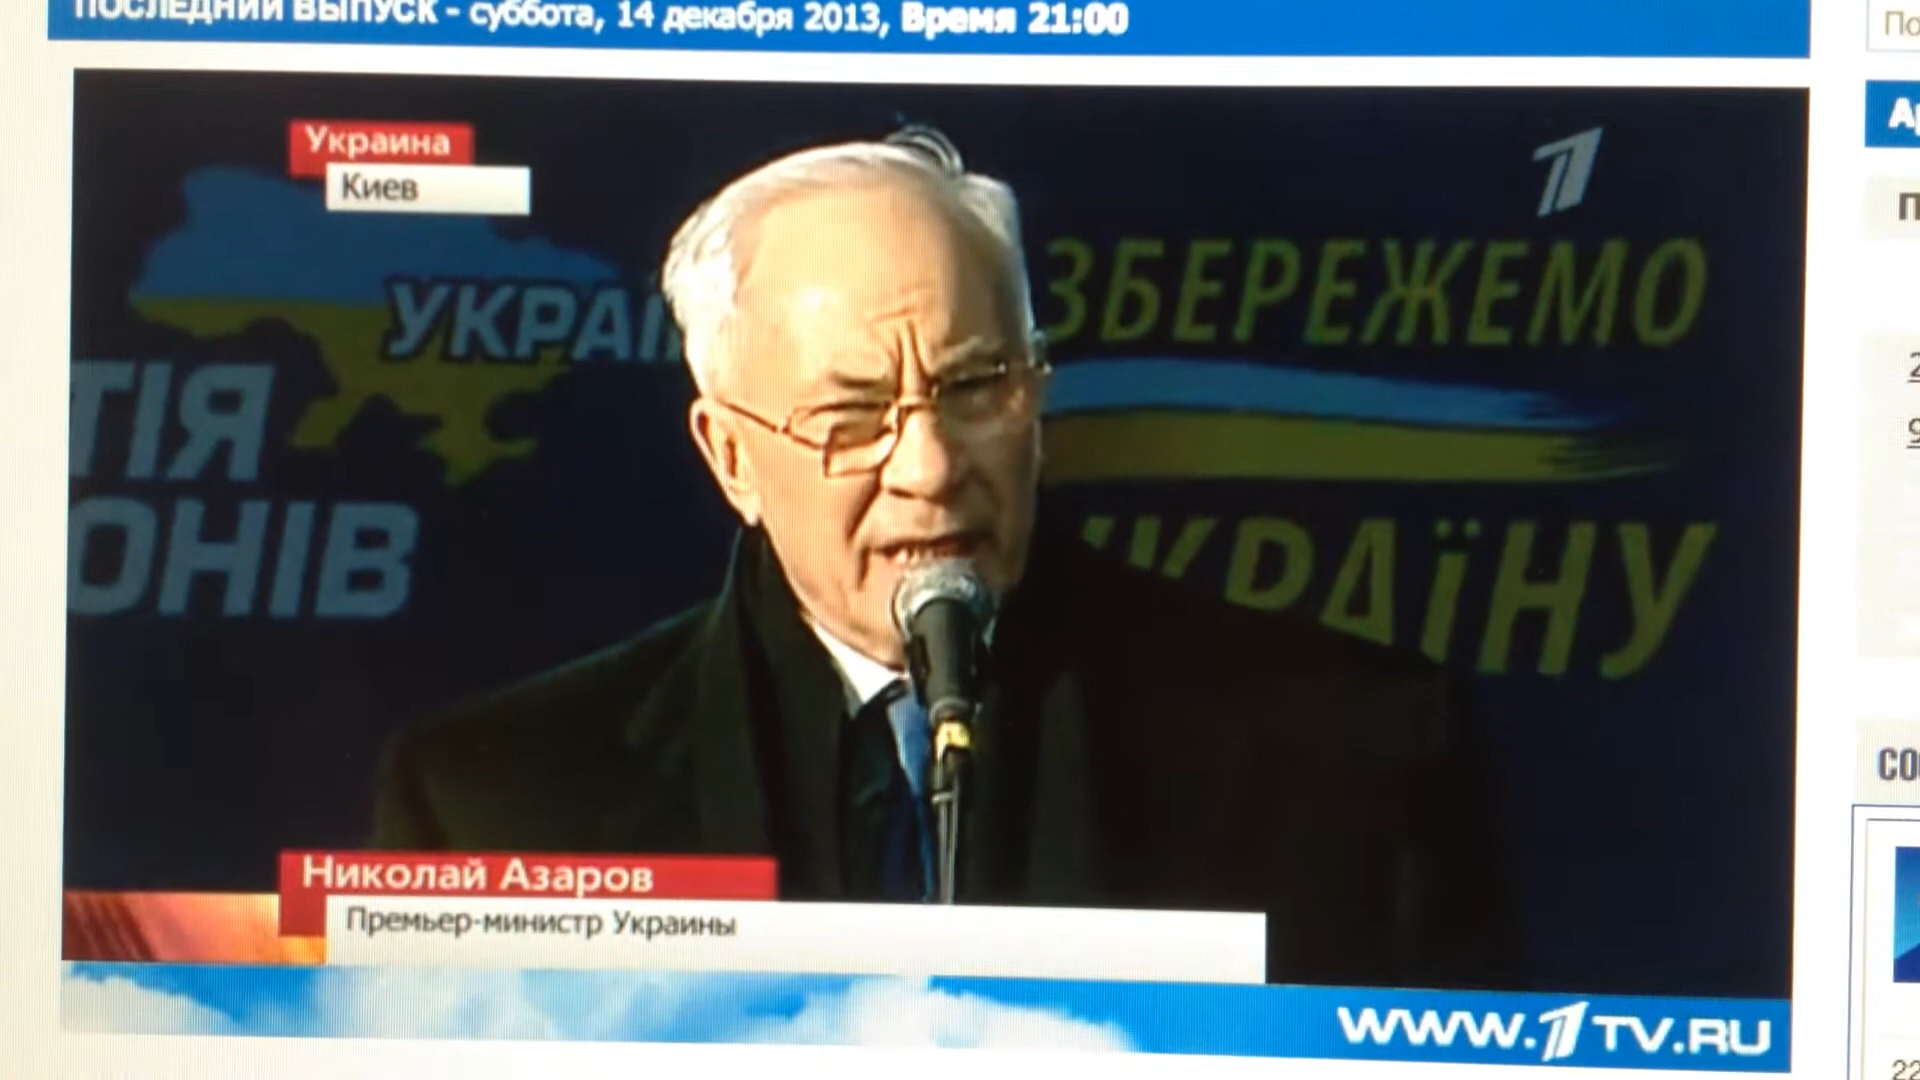 ПОСЛЕДНИЙ ВЫПУСК - суббота, 14 декабря 2013, Время 21:00
Украина
Киев
ЗБЕРЕЖЕМО
УКРАЇНУ
УКРАЇ
ТІЯ
ОНІВ
Николай Азаров
Премьер-министр Украины
WWW.1TV.RU